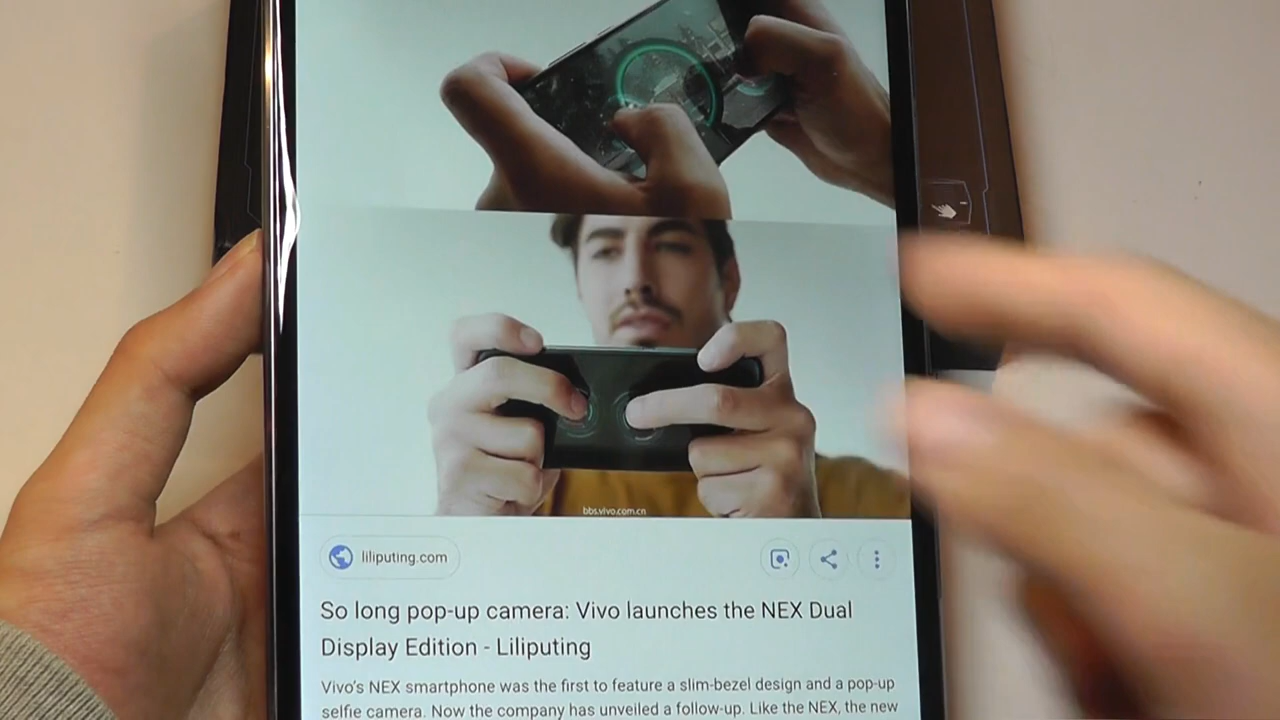 bbs.vivo.com.cn
liliputing.com
So long pop-up camera: Vivo launches the NEX Dual
Display Edition - Liliputing
Vivo's NEX smartphone was the first to feature a slim-bezel design and a pop-up
selfie camera. Now the company has unveiled a follow-up. Like the NEX, the new